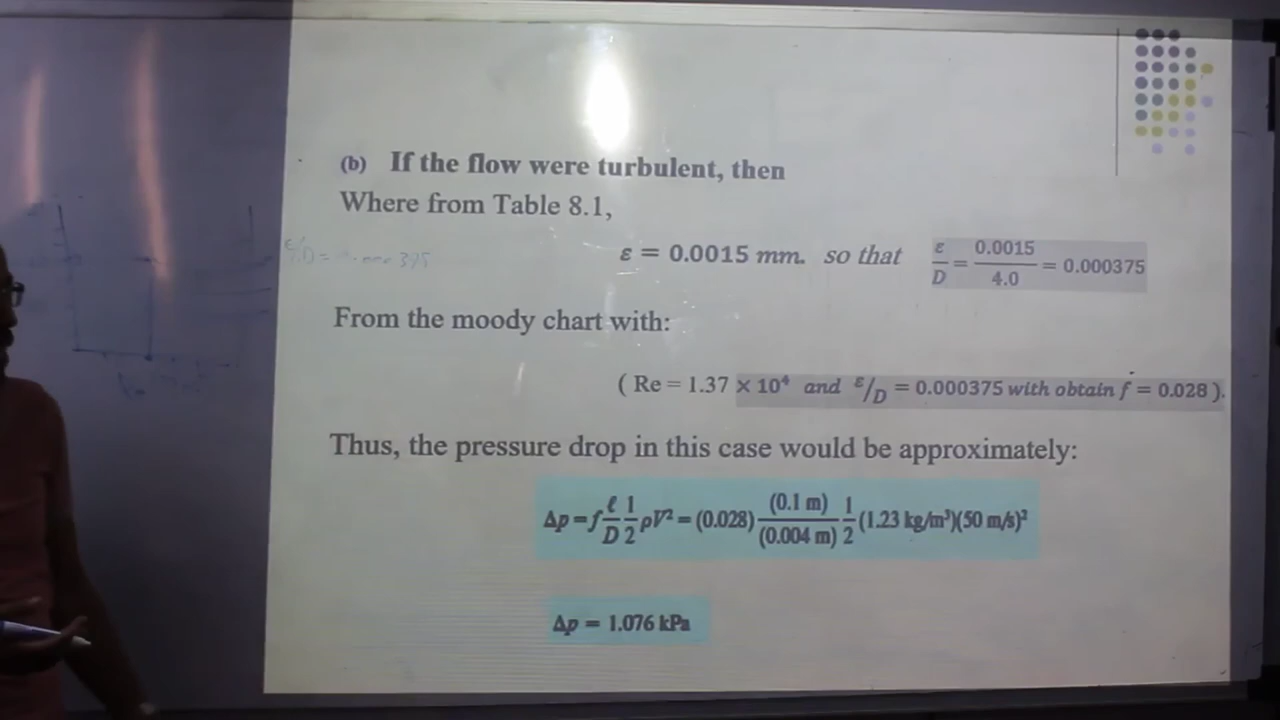 (b) If the flow were turbulent, then
Where from Table 8.1,
ε = 0.0015 mm. so that ε/D = 0.0015/4.0 = 0.000375
From the moody chart with:
( Re = 1.37 × 10⁴ and ε/D = 0.000375 with obtain f = 0.028 ).
Thus, the pressure drop in this case would be approximately:
Δp = f ℓ/D 1/2 ρV² = (0.028) (0.1 m)/(0.004 m) 1/2 (1.23 kg/m³)(50 m/s)²
Δp = 1.076 kPa